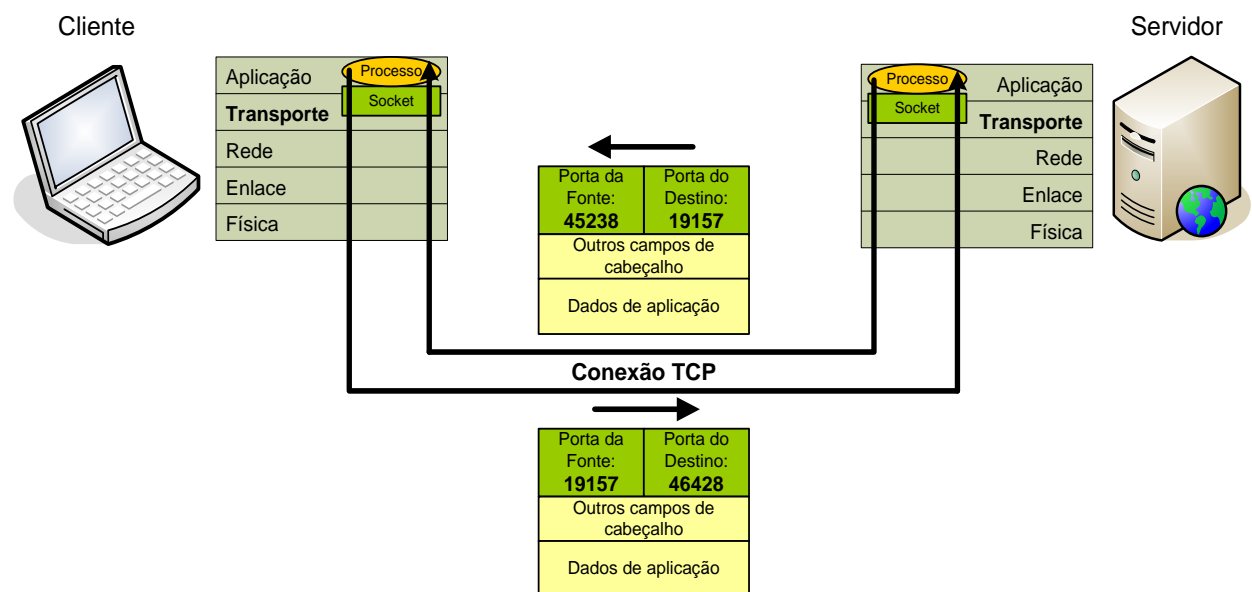 Cliente
Servidor
Aplicação
Transporte
Rede
Enlace
Física
Processo
Socket
Processo
Socket
Aplicação
Transporte
Rede
Enlace
Física
Porta da
Fonte:
45238
Porta do
Destino:
19157
Outros campos de
cabeçalho
Dados de aplicação
Conexão TCP
Porta da
Fonte:
19157
Porta do
Destino:
46428
Outros campos de
cabeçalho
Dados de aplicação